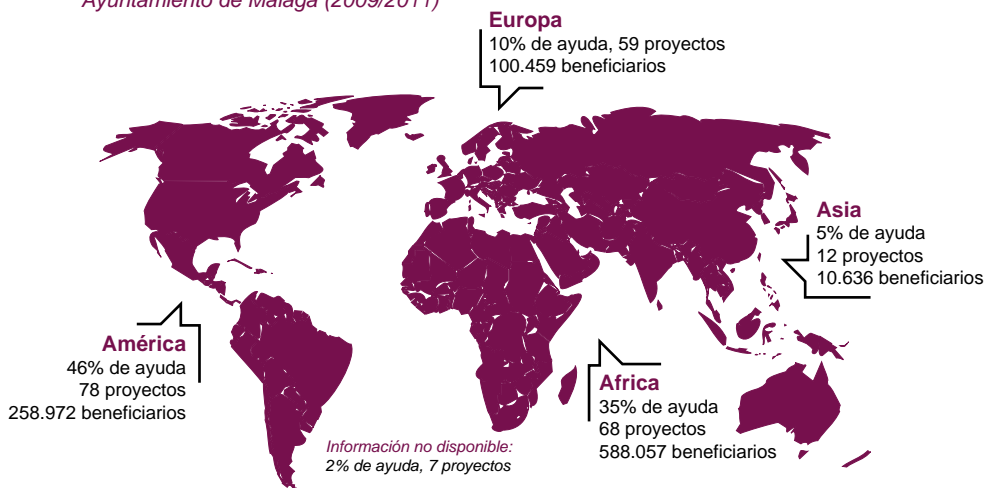 Ayuntamiento de Málaga (2009/2011)
Europa
10% de ayuda, 59 proyectos
100.459 beneficiarios
Asia
5% de ayuda
12 proyectos
10.636 beneficiarios
América
46% de ayuda
78 proyectos
258.972 beneficiarios
Africa
35% de ayuda
68 proyectos
588.057 beneficiarios
Información no disponible:
2% de ayuda, 7 proyectos